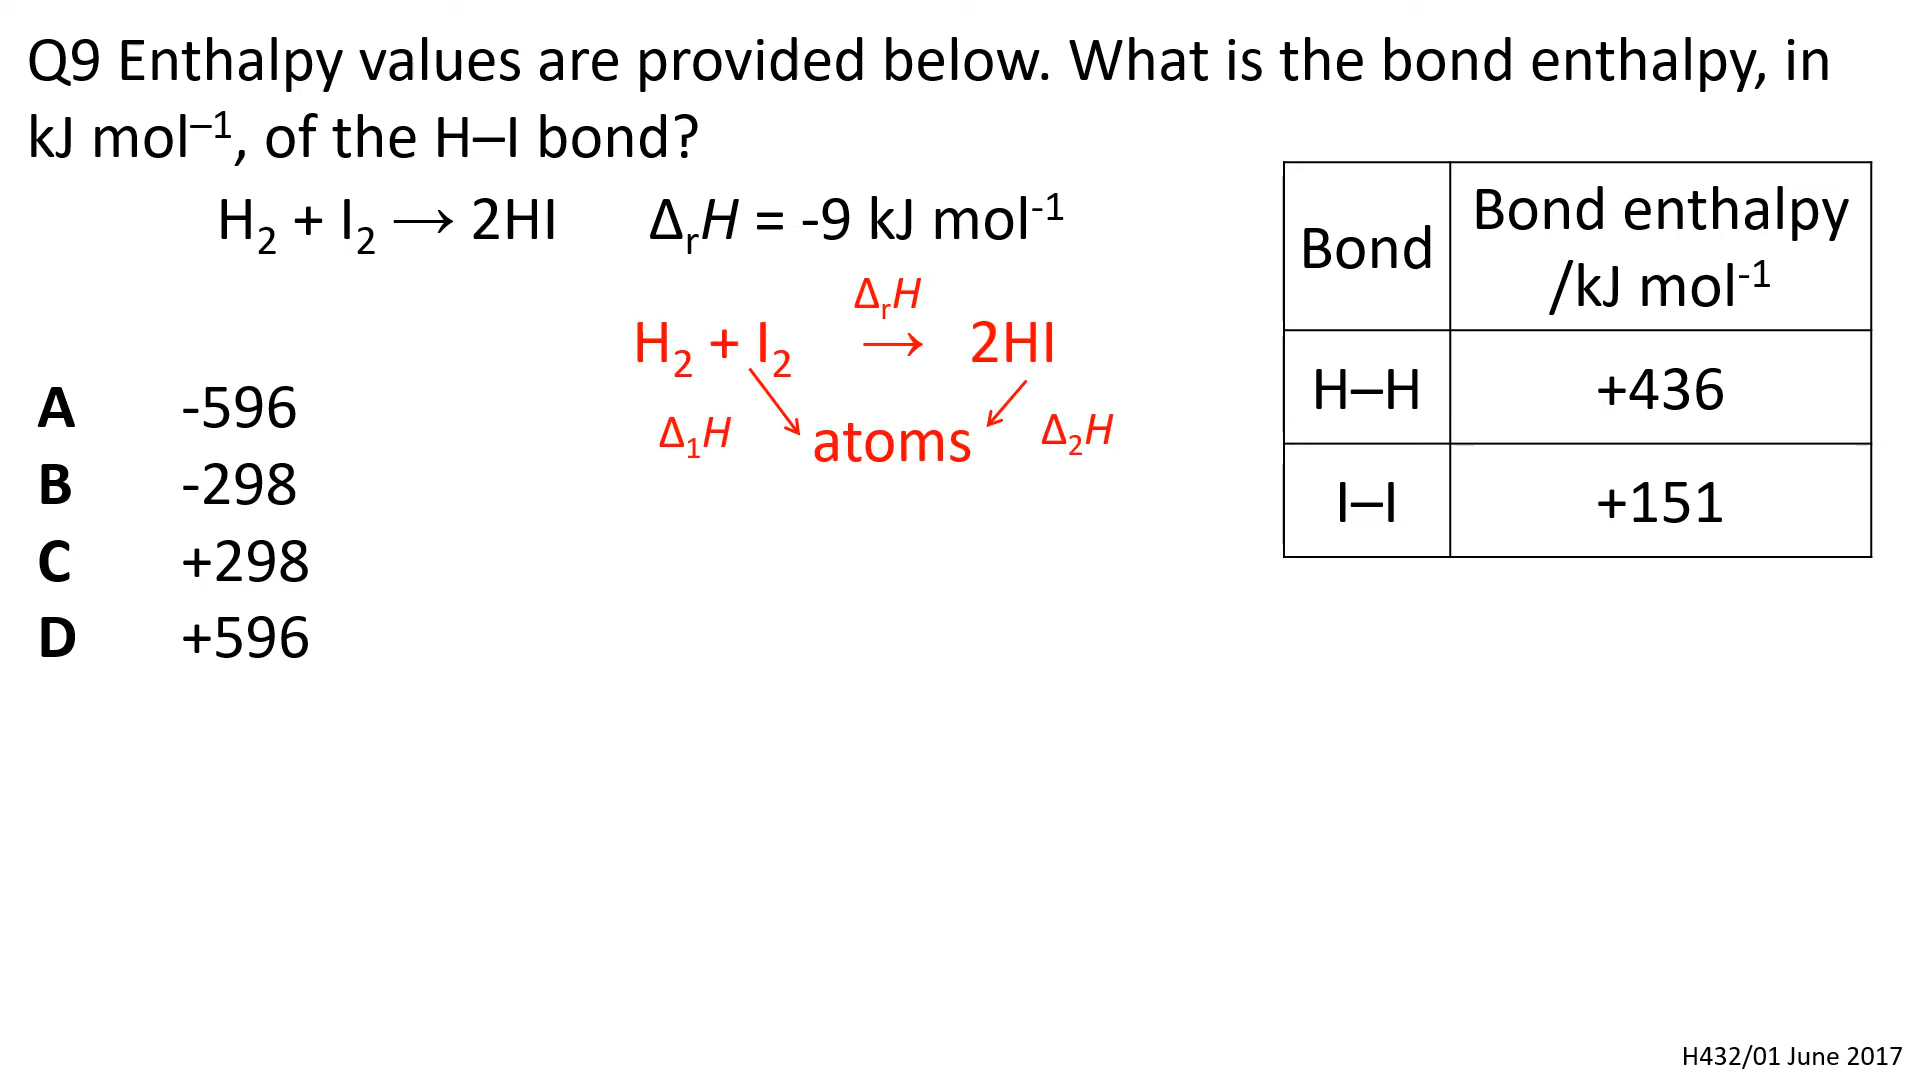 Q9 Enthalpy values are provided below. What is the bond enthalpy, in
kJ mol⁻¹, of the H–I bond?
H₂ + I₂ → 2HI ΔᵣH = -9 kJ mol⁻¹
ΔᵣH
H₂ + I₂ → 2HI
Δ₁H atoms Δ₂H
A -596
B -298
C +298
D +596
Bond Bond enthalpy /kJ mol⁻¹
H–H +436
I–I +151
H432/01 June 2017